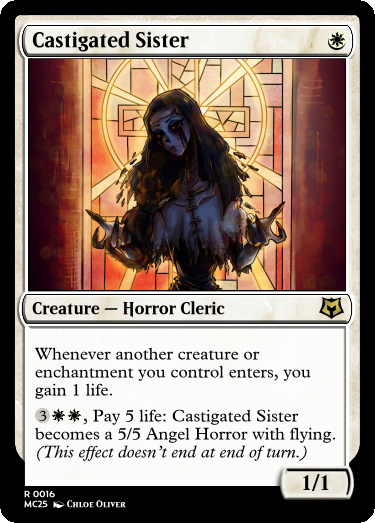 Castigated Sister
Creature — Horror Cleric
Whenever another creature or
enchantment you control enters, you
gain 1 life.
3, Pay 5 life: Castigated Sister
becomes a 5/5 Angel Horror with flying.
(This effect doesn't end at end of turn.)
1/1
R 0016
MC25 Chloe Oliver